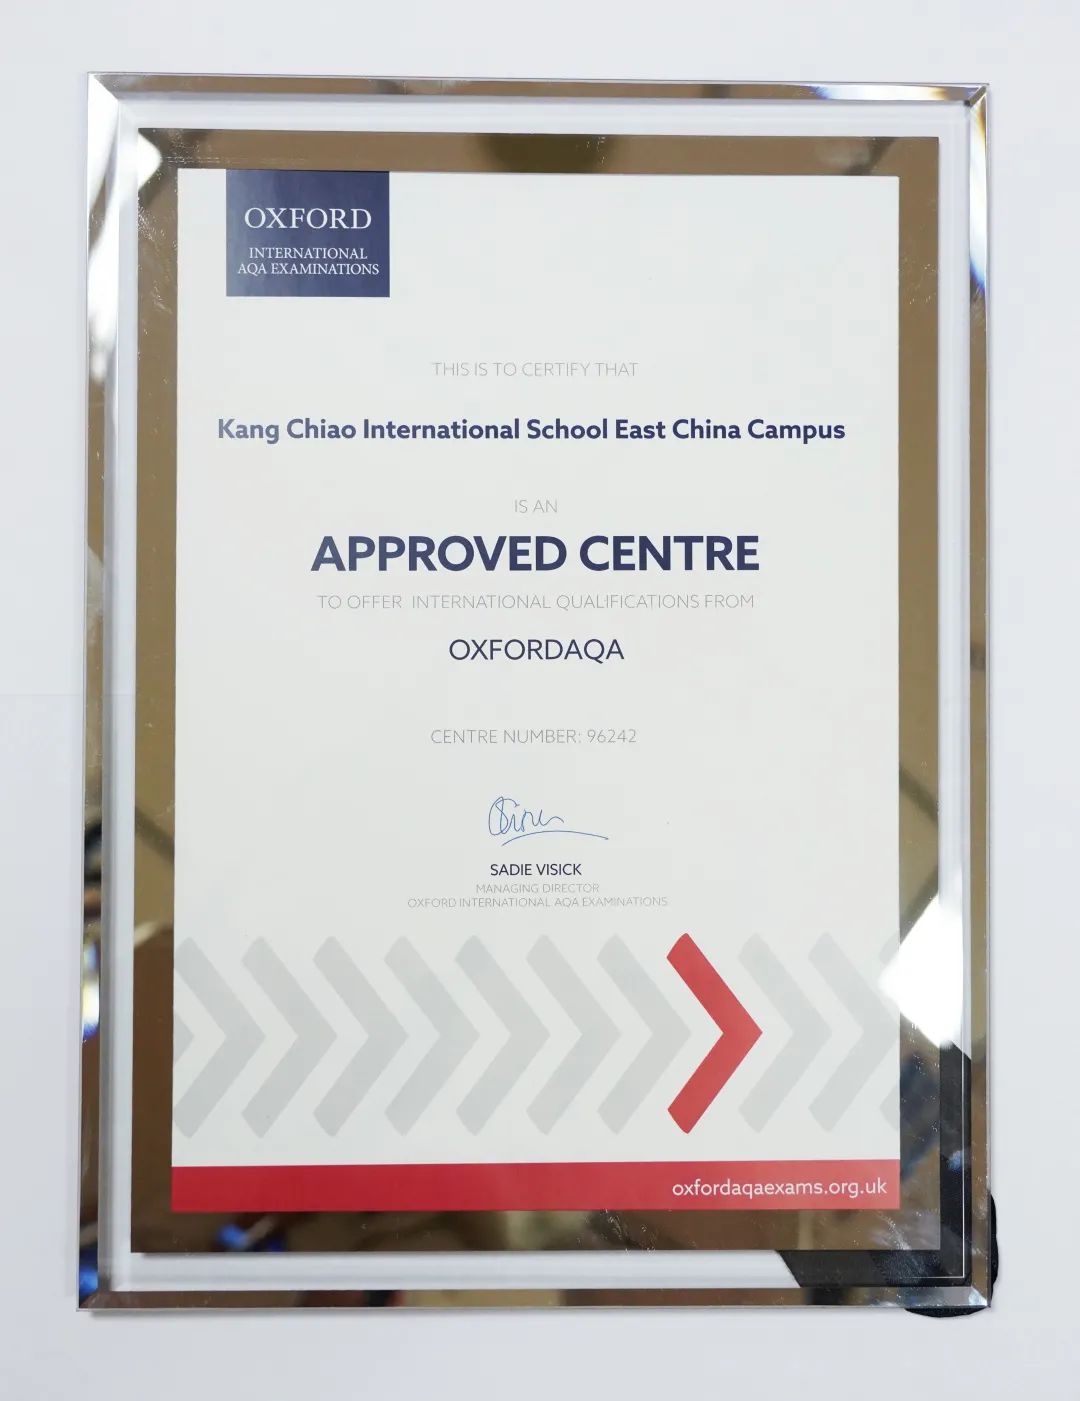 OXFORD
INTERNATIONAL
AQA EXAMINATIONS
THIS IS TO CERTIFY THAT
Kang Chiao International School East China Campus
IS AN
APPROVED CENTRE
TO OFFER INTERNATIONAL QUALIFICATIONS FROM
OXFORDAQA
CENTRE NUMBER: 96242
SADIE VISICK
MANAGING DIRECTOR
OXFORD INTERNATIONAL AQA EXAMINATIONS
oxfordaqaexams.org.uk